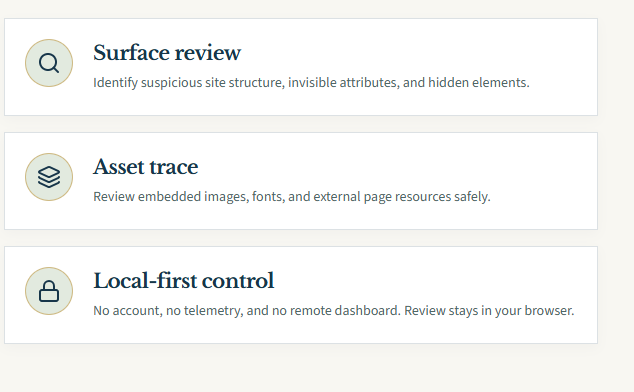 Surface review
Identify suspicious site structure, invisible attributes, and hidden elements.
Asset trace
Review embedded images, fonts, and external page resources safely.
Local-first control
No account, no telemetry, and no remote dashboard. Review stays in your browser.